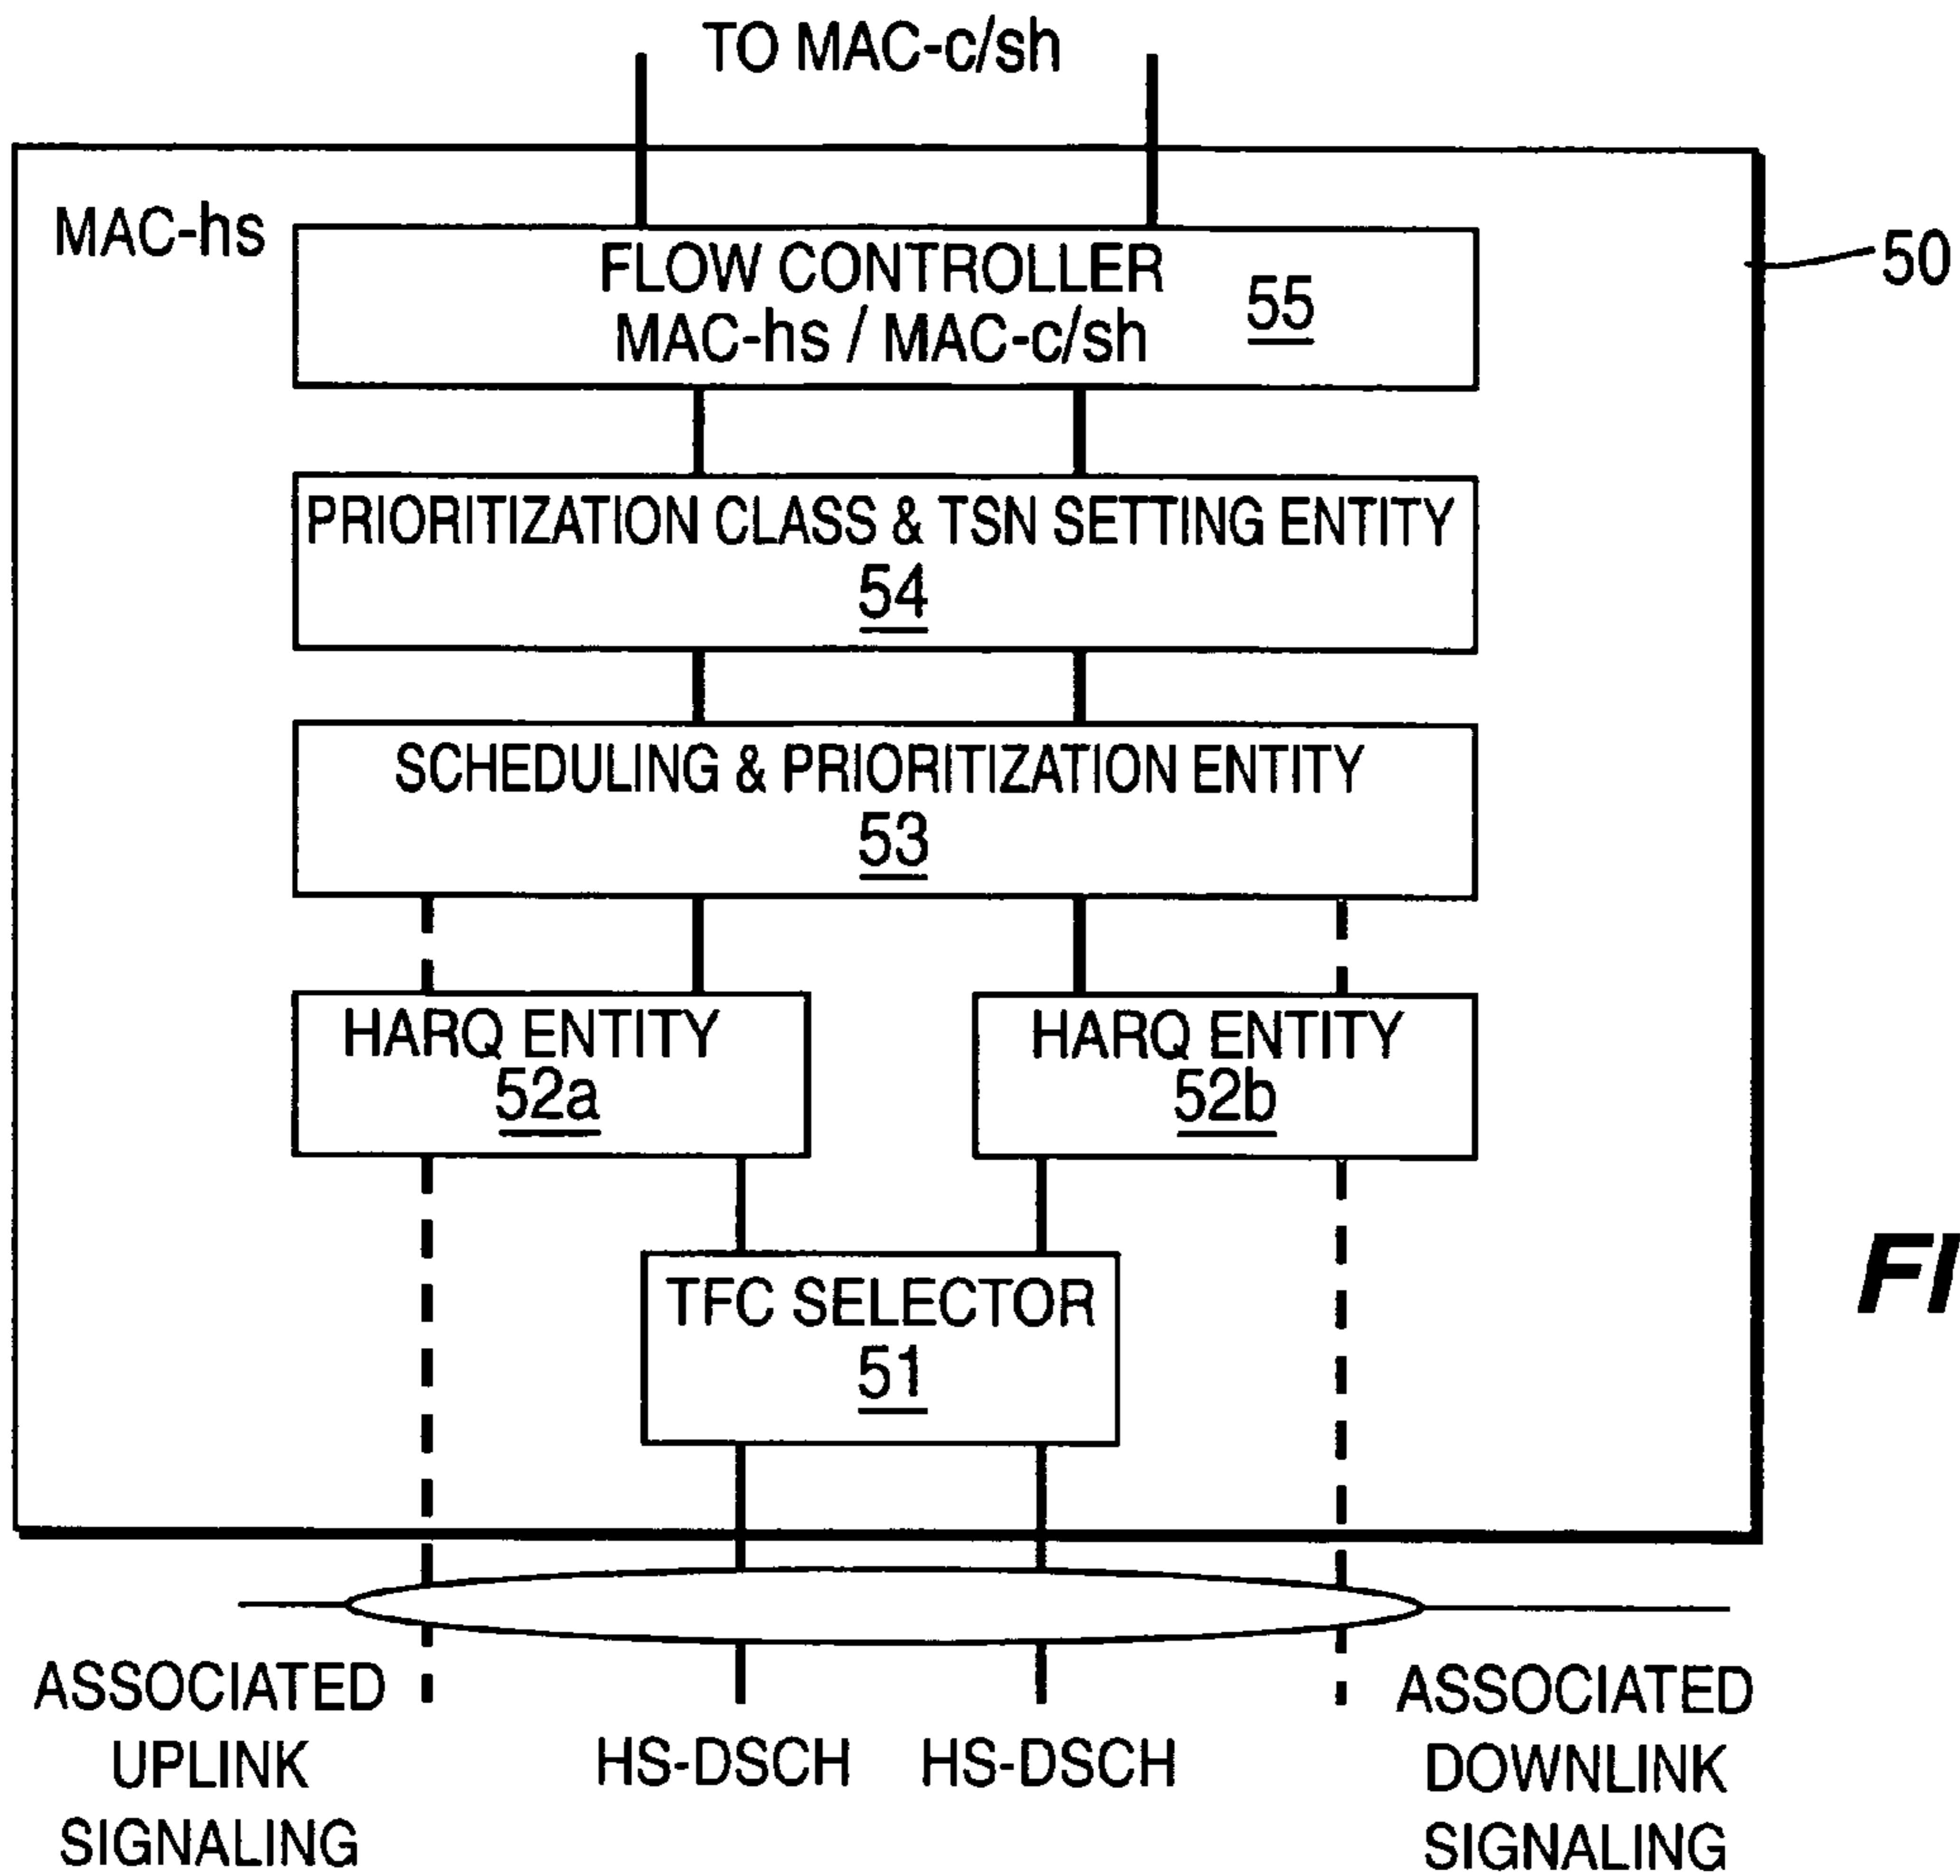 TO MAC-c/sh
MAC-hs
50
FLOW CONTROLLER
MAC-hs / MAC-c/sh
55
PRIORITIZATION CLASS & TSN SETTING ENTITY
54
SCHEDULING & PRIORITIZATION ENTITY
53
HARQ ENTITY
52a
HARQ ENTITY
52b
TFC SELECTOR
51
FI
ASSOCIATED
UPLINK
SIGNALING
HS-DSCH
HS-DSCH
ASSOCIATED
DOWNLINK
SIGNALING